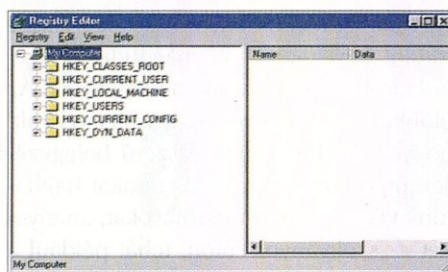 Registry Editor
Registry Edit View Help
My Computer
HKEY_CLASSES_ROOT
HKEY_CURRENT_USER
HKEY_LOCAL_MACHINE
HKEY_USERS
HKEY_CURRENT_CONFIG
HKEY_DYN_DATA
Name Data
My Computer